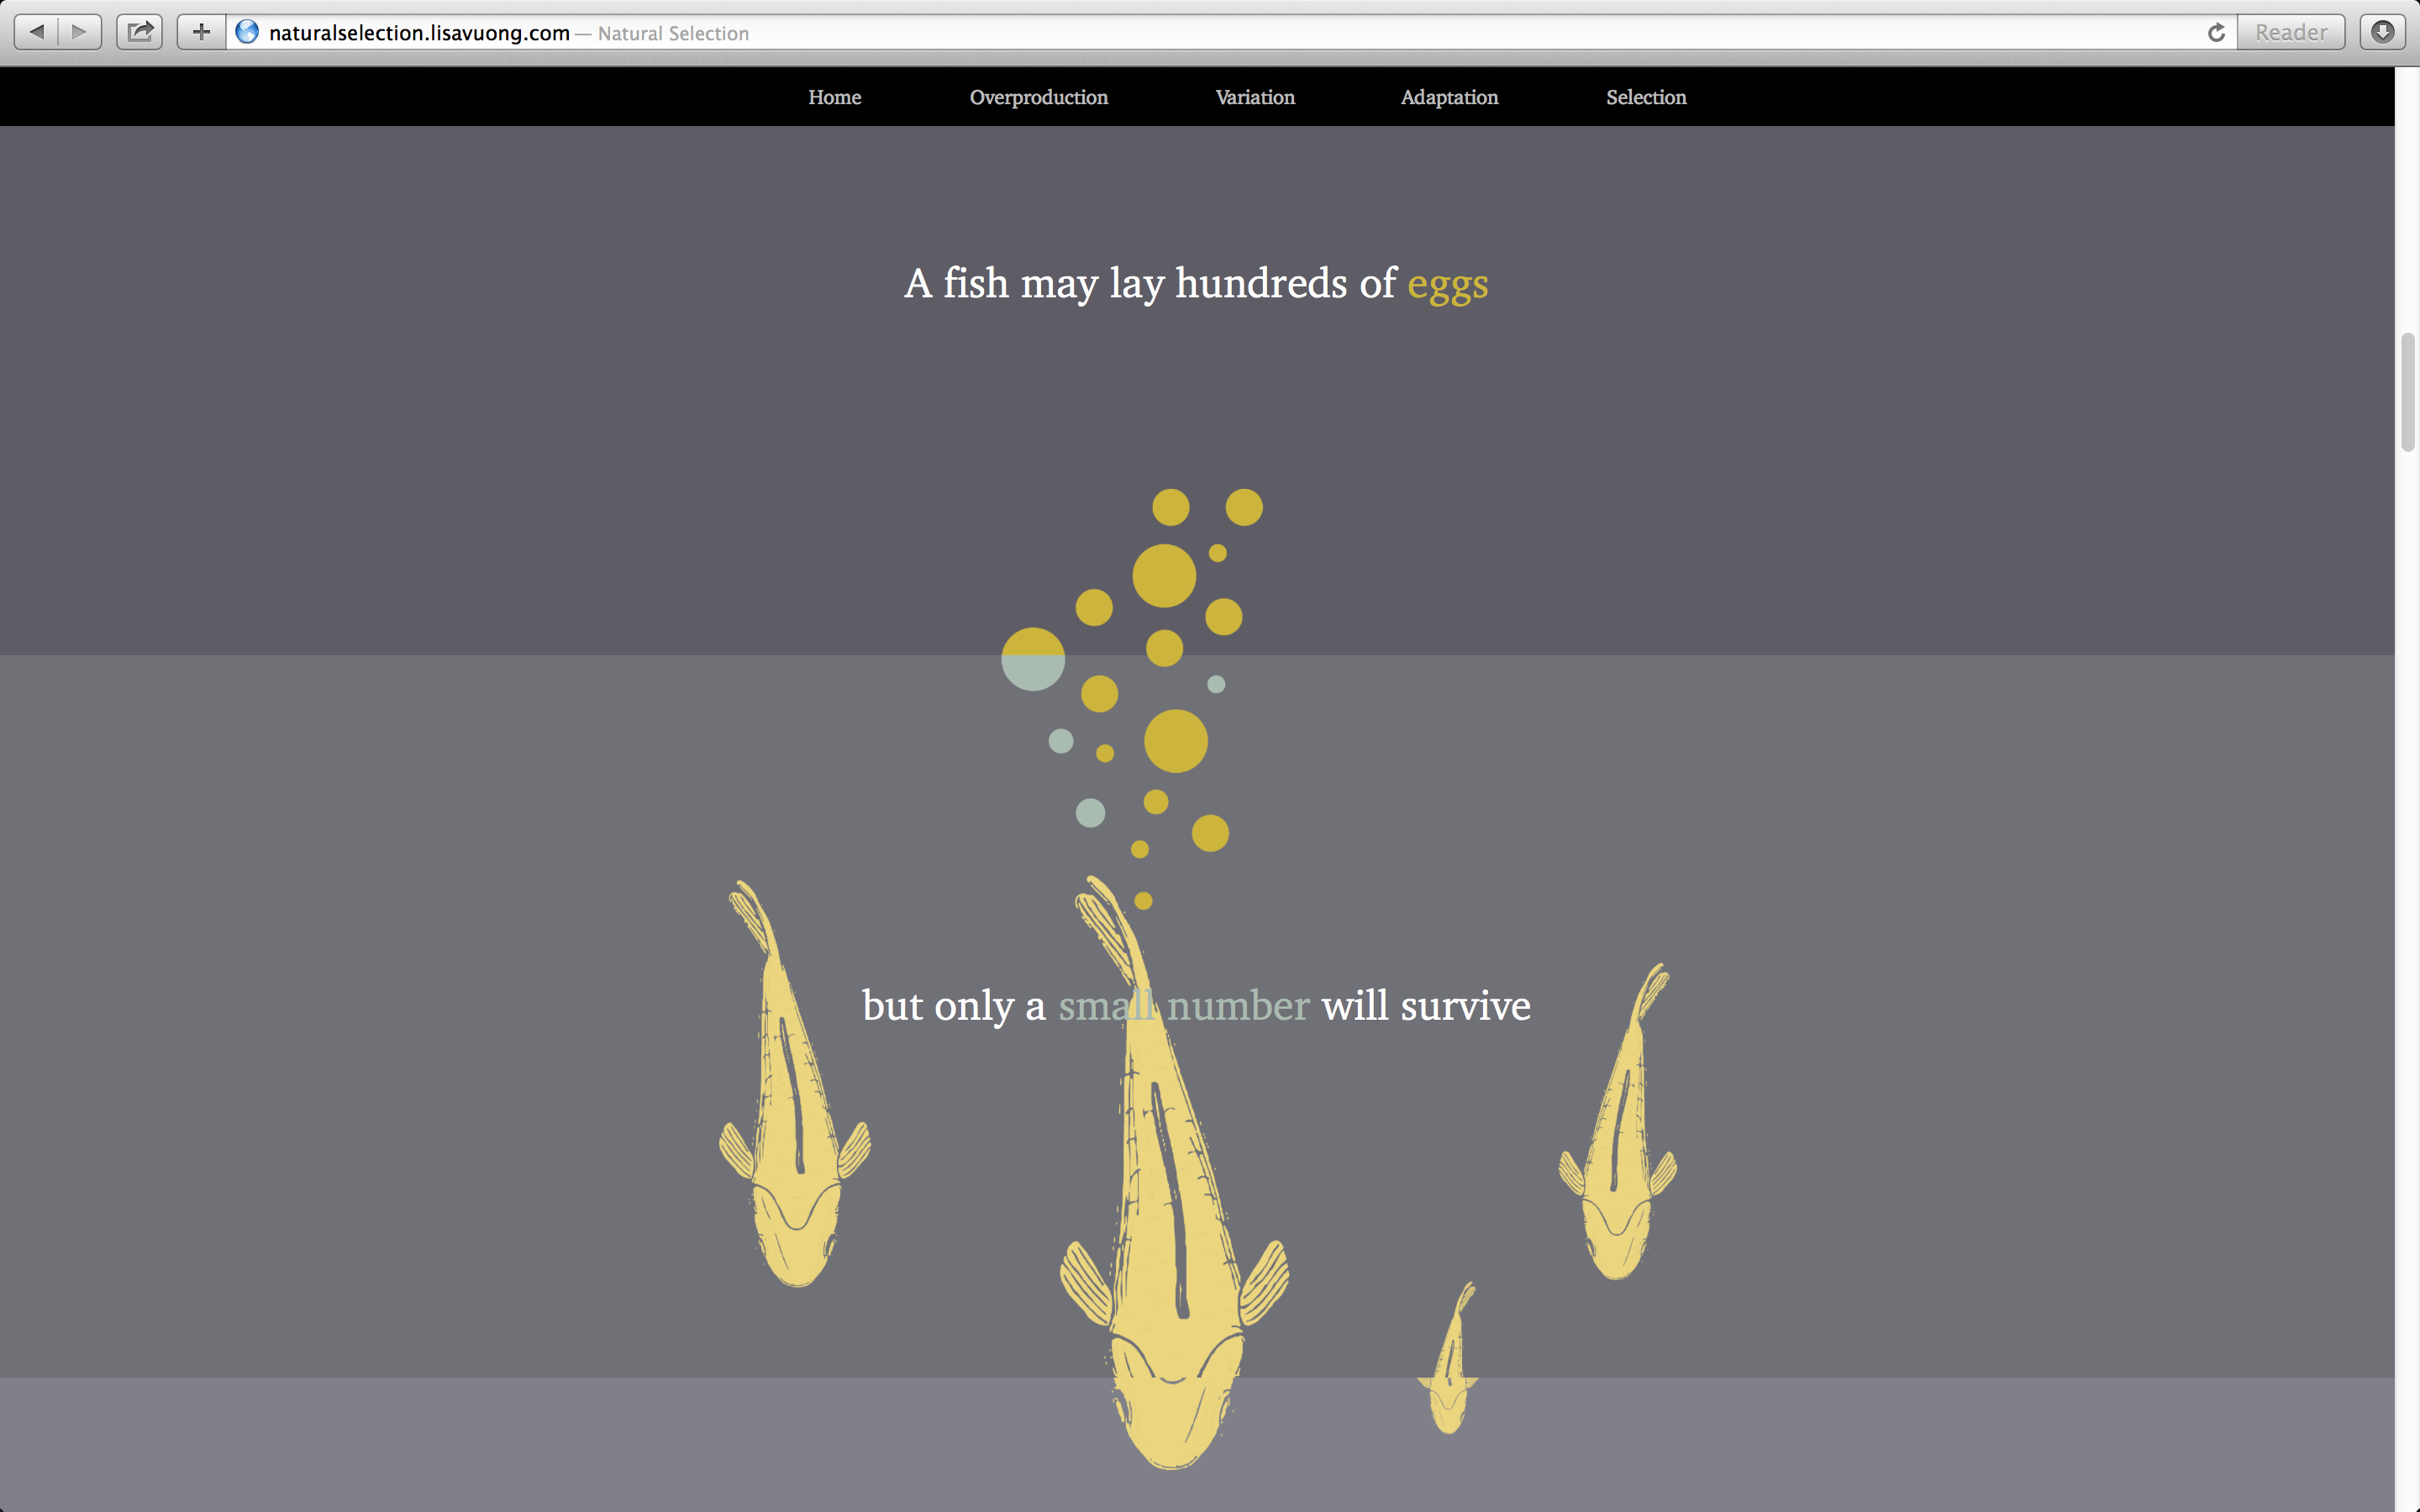 naturalselection.lisavuong.com — Natural Selection
Reader
Home Overproduction Variation Adaptation Selection
A fish may lay hundreds of eggs
but only a small number will survive